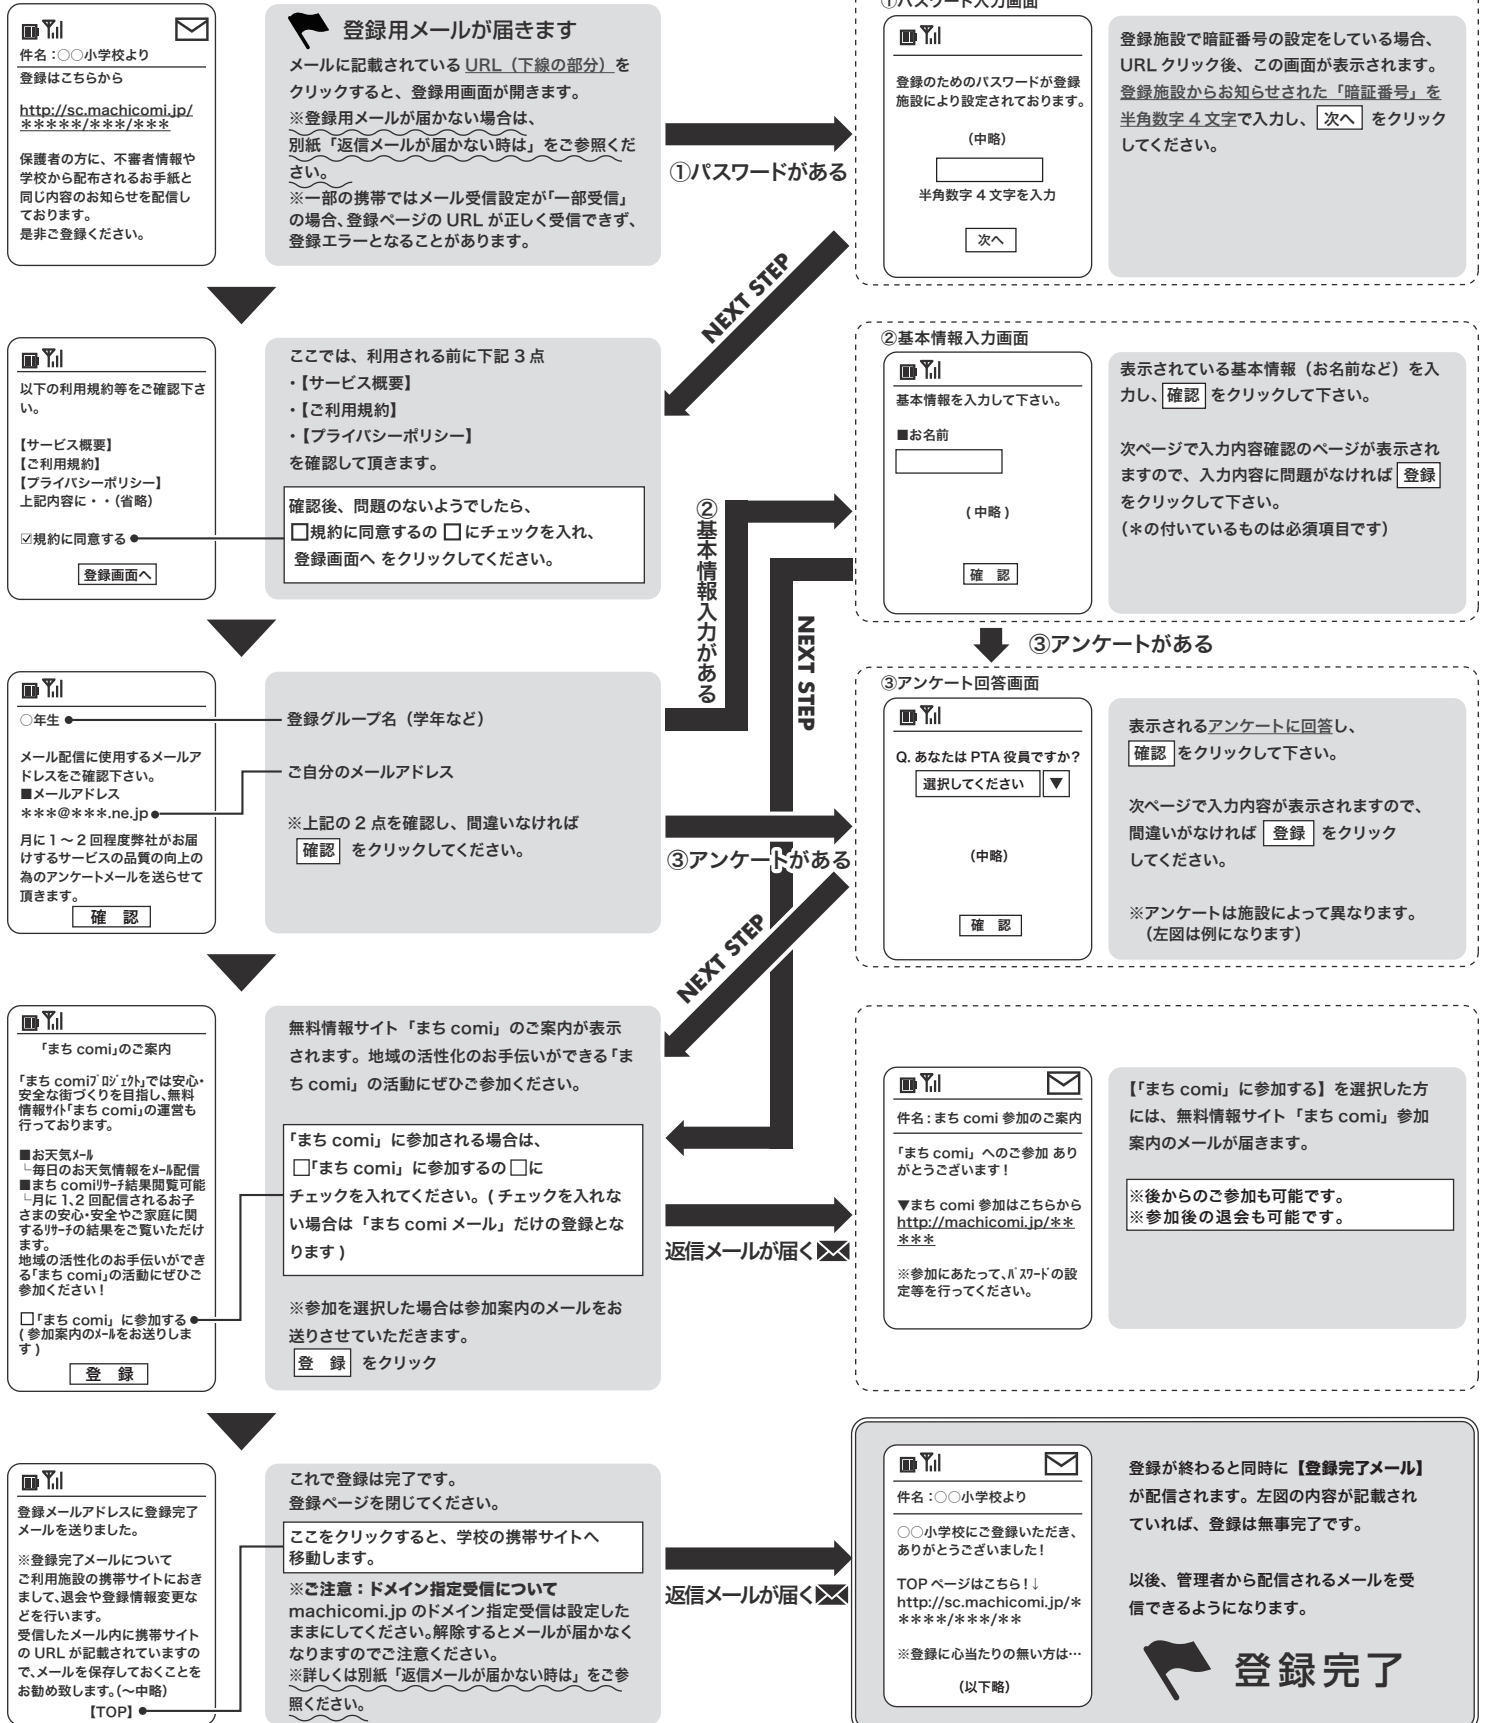 件名：○○小学校より
登録はこちらから
http://sc.machicomi.jp/
*****/***/***
保護者の方に、不審者情報や
学校から配布されるお手紙と
同じ内容のお知らせを配信し
ております。
是非ご登録ください。
登録用メールが届きます
メールに記載されている URL（下線の部分）を
クリックすると、登録用画面が開きます。
※登録用メールが届かない場合は、
別紙「返信メールが届かない時は」をご参照くだ
さい。
※一部の携帯ではメール受信設定が「一部受信」
の場合、登録ページの URL が正しく受信できず、
登録エラーとなることがあります。
①パスワードがある
①パスワード入力画面
登録のためのパスワードが登録
施設により設定されております。
（中略）
半角数字 4 文字を入力
次へ
登録施設で暗証番号の設定をしている場合、
URL クリック後、この画面が表示されます。
登録施設からお知らせされた「暗証番号」を
半角数字 4 文字で入力し、 次へ をクリック
してください。
NEXT STEP
以下の利用規約等をご確認下さ
い。
【サービス概要】
【ご利用規約】
【プライバシーポリシー】
上記内容に・・（省略）
☑規約に同意する
登録画面へ
ここでは、利用される前に下記 3 点
・【サービス概要】
・【ご利用規約】
・【プライバシーポリシー】
を確認して頂きます。
確認後、問題のないようでしたら、
□規約に同意するの □にチェックを入れ、
登録画面へ をクリックしてください。
②基本情報入力がある
②基本情報入力画面
基本情報を入力して下さい。
■お名前
( 中略 )
確　認
表示されている基本情報（お名前など）を入
力し、確認 をクリックして下さい。
次ページで入力内容確認のページが表示され
ますので、入力内容に問題がなければ 登録
をクリックして下さい。
（＊の付いているものは必須項目です）
NEXT STEP
③アンケートがある
○年生
メール配信に使用するメールア
ドレスをご確認下さい。
■メールアドレス
***@***.ne.jp
月に 1 ～ 2 回程度弊社がお届
けするサービスの品質の向上の
為のアンケートメールを送らせて
頂きます。
確　認
登録グループ名（学年など）
ご自分のメールアドレス
※上記の 2 点を確認し、間違いなければ
確認 をクリックしてください。
③アンケートがある
③アンケート回答画面
Q. あなたは PTA 役員ですか？
選択してください ▼
（中略）
確　認
表示されるアンケートに回答し、
確認 をクリックして下さい。
次ページで入力内容が表示されますので、
間違いがなければ 登録 をクリック
してください。
※アンケートは施設によって異なります。
（左図は例になります）
NEXT STEP
「まち comi」のご案内
「まち comiﾌﾟﾛｼﾞｪｸﾄ」では安心・
安全な街づくりを目指し、無料
情報ｻｲﾄ「まち comi」の運営も
行っております。
■お天気ﾒｰﾙ
└毎日のお天気情報をﾒｰﾙ配信
■まち comiﾘｻｰﾁ結果閲覧可能
└月に 1､2 回配信されるお子
さまの安心・安全やご家庭に関
するﾘｻｰﾁの結果をご覧いただけ
ます。
地域の活性化のお手伝いができ
る「まち comi」の活動にぜひご
参加ください！
□「まち comi」に参加する
( 参加案内のﾒｰﾙをお送りしま
す )
登　録
無料情報サイト「まち comi」のご案内が表示
されます。地域の活性化のお手伝いができる「ま
ち comi」の活動にぜひご参加ください。
「まち comi」に参加される場合は、
□「まち comi」に参加するの □に
チェックを入れてください。( チェックを入れな
い場合は「まち comi メール」だけの登録とな
ります )
※参加を選択した場合は参加案内のメールをお
送りさせていただきます。
登　録 をクリック
返信メールが届く
件名：まち comi 参加のご案内
「まち comi」へのご参加 あり
がとうございます！
▼まち comi 参加はこちらから
http://machicomi.jp/**
***
※参加にあたって、ﾊﾟｽﾜｰﾄﾞの設
定等を行ってください。
【「まち comi」に参加する】を選択した方
には、無料情報サイト「まち comi」参加
案内のメールが届きます。
※後からのご参加も可能です。
※参加後の退会も可能です。
登録メールアドレスに登録完了
メールを送りました。
※登録完了メールについて
ご利用施設の携帯サイトにおき
まして、退会や登録情報変更な
どを行います。
受信したメール内に携帯サイト
の URL が記載されていますの
で、メールを保存しておくことを
お勧め致します。（～中略）
【TOP】
これで登録は完了です。
登録ページを閉じてください。
ここをクリックすると、学校の携帯サイトへ
移動します。
※ご注意：ドメイン指定受信について
machicomi.jp のドメイン指定受信は設定した
ままにしてください。解除するとメールが届かなく
なりますのでご注意ください。
※詳しくは別紙「返信メールが届かない時は」をご参
照ください。
返信メールが届く
件名：○○小学校より
○○小学校にご登録いただき、
ありがとうございました！
TOP ページはこちら！↓
http://sc.machicomi.jp/*
****/***/**
※登録に心当たりの無い方は…
（以下略）
登録が終わると同時に【登録完了メール】
が配信されます。左図の内容が記載され
ていれば、登録は無事完了です。
以後、管理者から配信されるメールを受
信できるようになります。
登録完了